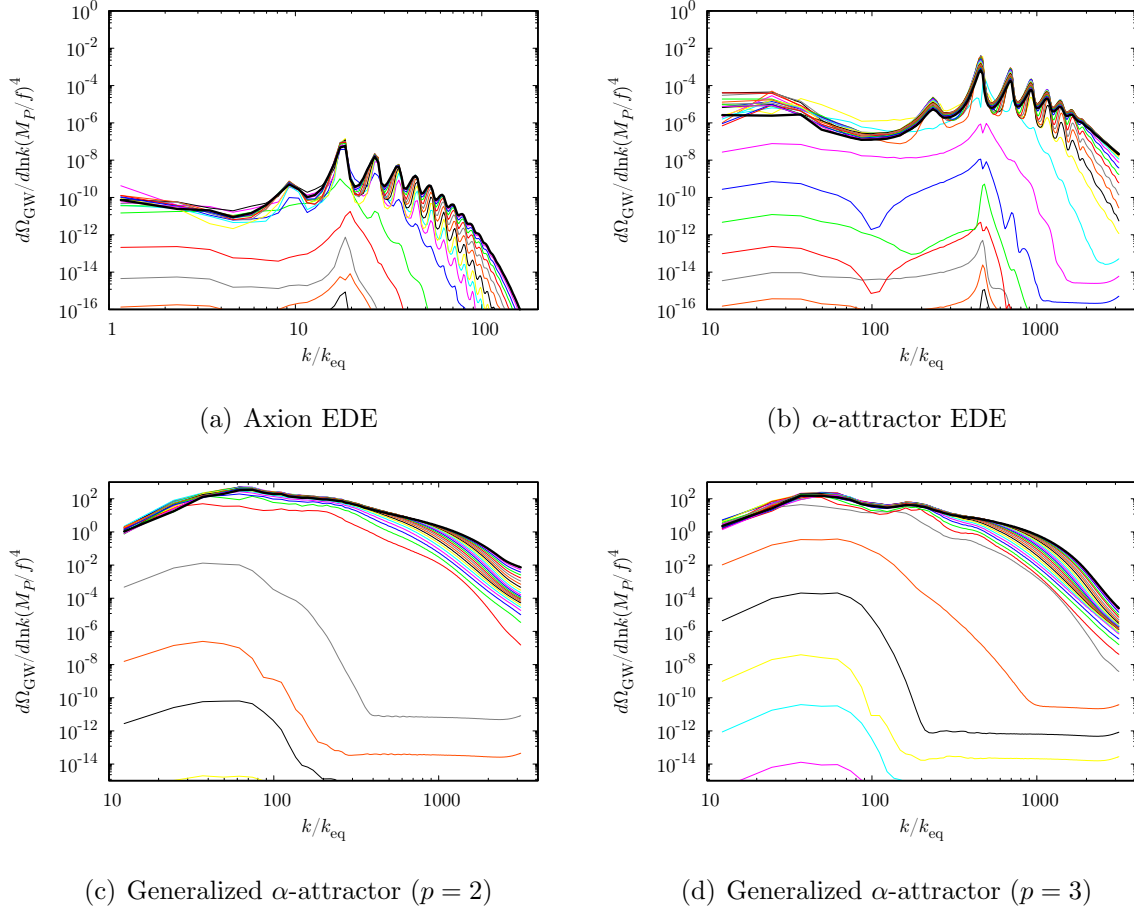 10^0
10^-2
10^-4
10^-6
10^-8
10^-10
10^-12
10^-14
10^-16
dΩ_GW/dlnk(M_P/f)^4
1 10 100
k/k_eq
(a) Axion EDE
10^0
10^-2
10^-4
10^-6
10^-8
10^-10
10^-12
10^-14
10^-16
dΩ_GW/dlnk(M_P/f)^4
10 100 1000
k/k_eq
(b) α-attractor EDE
10^2
10^0
10^-2
10^-4
10^-6
10^-8
10^-10
10^-12
10^-14
dΩ_GW/dlnk(M_P/f)^4
10 100 1000
k/k_eq
(c) Generalized α-attractor (p = 2)
10^2
10^0
10^-2
10^-4
10^-6
10^-8
10^-10
10^-12
10^-14
dΩ_GW/dlnk(M_P/f)^4
10 100 1000
k/k_eq
(d) Generalized α-attractor (p = 3)